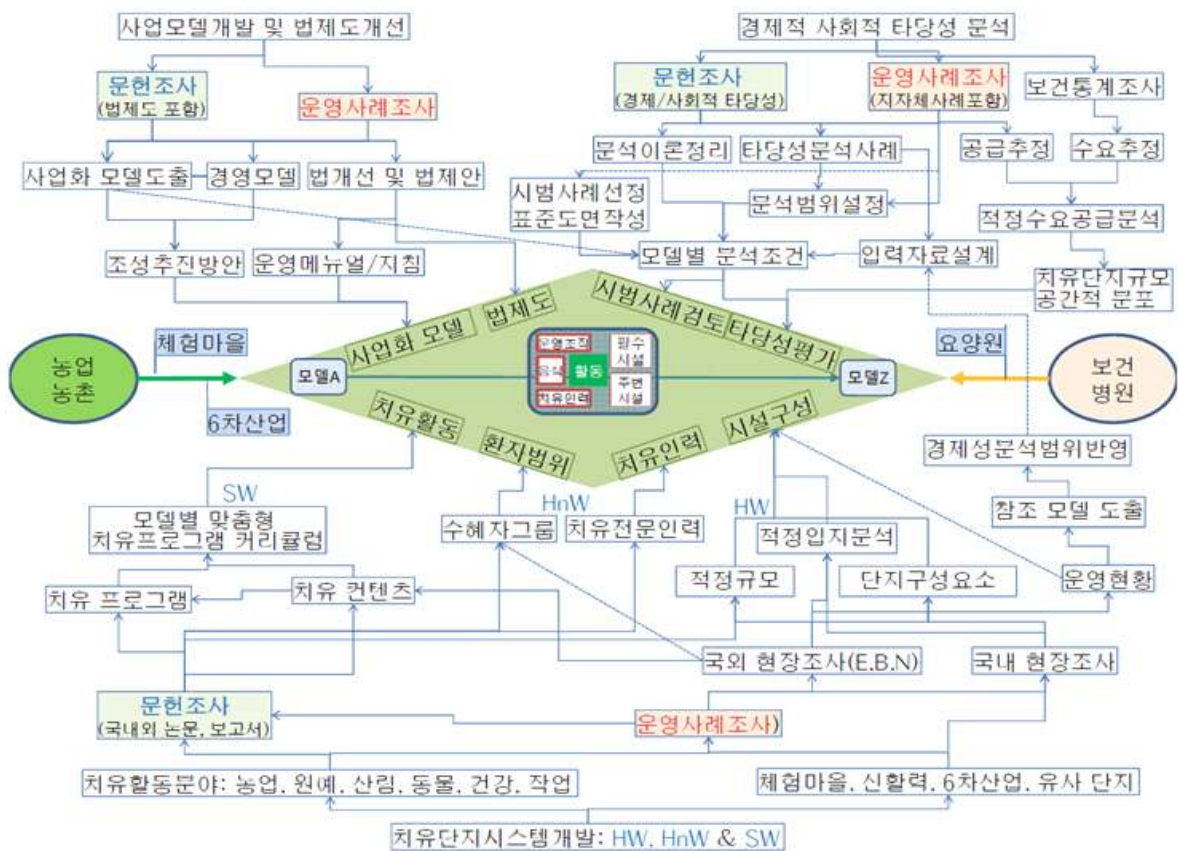 사업모델개발 및 법제도개선
경제적 사회적 타당성 분석
문헌조사
(법제도 포함)
운영사례조사
문헌조사
(경제/사회적 타당성)
운영사례조사
(지자체사례포함)
보건통계조사
분석이론정리
타당성분석사례
공급추정
수요추정
사업화 모델도출
경영모델
법개선 및 법제안
시범사례선정
표준도면작성
분석범위설정
적정수요공급분석
조성추진방안
운영메뉴얼/지침
모델별 분석조건
입력자료설계
치유단지규모
공간적 분포
사업화 모델
법제도
시범사례검토
타당성평가
체험마을
요양원
농업
농촌
모델A
운영조직
음식
활동
치유인력
필수
시설
주변
시설
모델Z
보건
병원
6차산업
치유활동
환자범위
치유인력
시설구성
경제성분석범위반영
SW
HnW
HW
모델별 맞춤형
치유프로그램 커리큘럼
수혜자그룹
치유전문인력
적정입지분석
참조 모델 도출
치유 프로그램
치유 컨텐츠
적정규모
단지구성요소
운영현황
국외 현장조사(E.B.N)
국내 현장조사
문헌조사
(국내외 논문, 보고서)
운영사례조사)
치유활동분야: 농업, 원예, 산림, 동물, 건강, 작업
체험마을, 신활력, 6차산업, 유사 단지
치유단지시스템개발: HW, HnW & SW